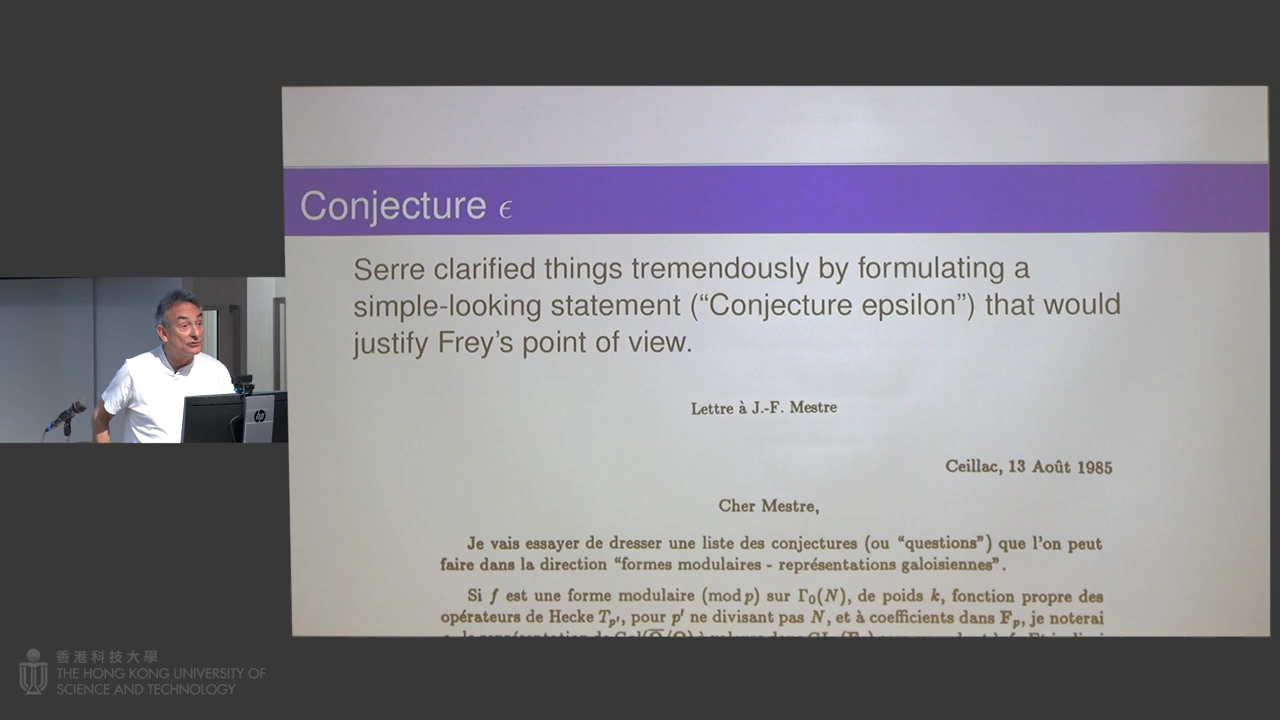 Conjecture ϵ
Serre clarified things tremendously by formulating a
simple-looking statement (“Conjecture epsilon”) that would
justify Frey’s point of view.
Lettre à J.-F. Mestre
Ceillac, 13 Août 1985
Cher Mestre,
Je vais essayer de dresser une liste des conjectures (ou “questions”) que l’on peut
faire dans la direction “formes modulaires - représentations galoisiennes”.
Si f est une forme modulaire (mod p) sur Γ₀(N), de poids k, fonction propre des
opérateurs de Hecke Tₚ′, pour p′ ne divisant pas N, et à coefficients dans Fₚ, je noterai
hp
香港科技大學
THE HONG KONG UNIVERSITY OF
SCIENCE AND TECHNOLOGY